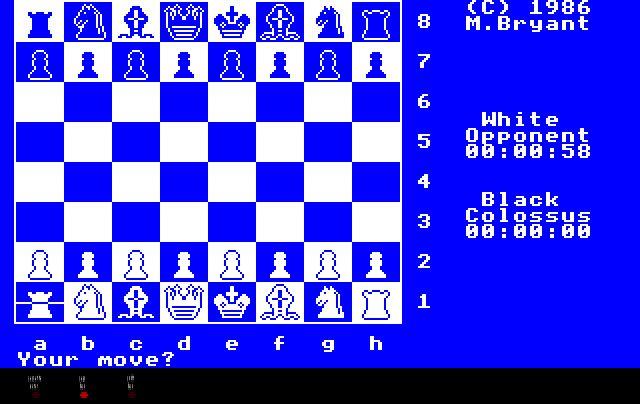 (C) 1986
M.Bryant
8
7
6
White
Opponent
00:00:58
5
4
Black
Colossus
00:00:00
3
2
1
a b c d e f g h
Your move?